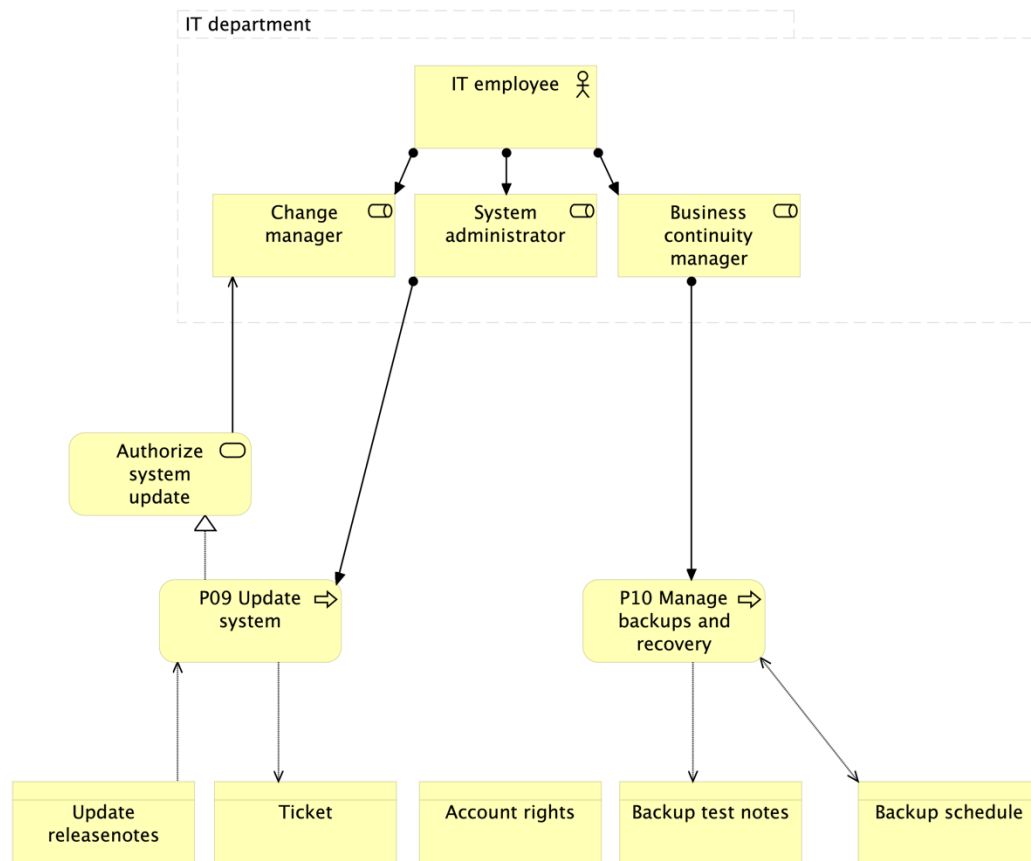 IT department
IT employee
Change
manager
System
administrator
Business
continuity
manager
Authorize
system
update
P09 Update
system
P10 Manage
backups and
recovery
Update
releasenotes
Ticket
Account rights
Backup test notes
Backup schedule